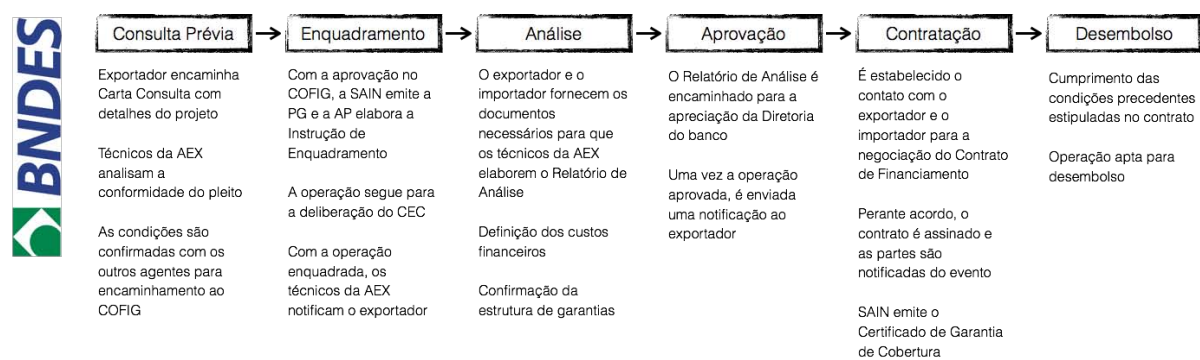 BNDES
Consulta Prévia
Exportador encaminha
Carta Consulta com
detalhes do projeto
Técnicos da AEX
analisam a
conformidade do pleito
As condições são
confirmadas com os
outros agentes para
encaminhamento ao
COFIG
Enquadramento
Com a aprovação no
COFIG, a SAIN emite a
PG e a AP elabora a
Instrução de
Enquadramento
A operação segue para
a deliberação do CEC
Com a operação
enquadrada, os
técnicos da AEX
notificam o exportador
Análise
O exportador e o
importador fornecem os
documentos
necessários para que
os técnicos da AEX
elaborem o Relatório de
Análise
Definição dos custos
financeiros
Confirmação da
estrutura de garantias
Aprovação
O Relatório de Análise é
encaminhado para a
apreciação da Diretoria
do banco
Uma vez a operação
aprovada, é enviada
uma notificação ao
exportador
Contratação
É estabelecido o
contato com o
exportador e o
importador para a
negociação do Contrato
de Financiamento
Perante acordo, o
contrato é assinado e
as partes são
notificadas do evento
SAIN emite o
Certificado de Garantia
de Cobertura
Desembolso
Cumprimento das
condições precedentes
estipuladas no contrato
Operação apta para
desembolso